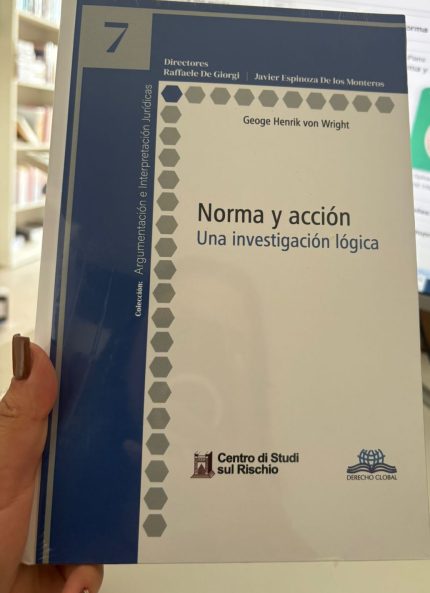 7
Directores
Raffaele De Giorgi | Javier Espinoza De los Monteros
Colección: Argumentación e Interpretación Jurídicas
Geoge Henrik von Wright
Norma y acción
Una investigación lógica
Centro di Studi
sul Rischio
DERECHO GLOBAL